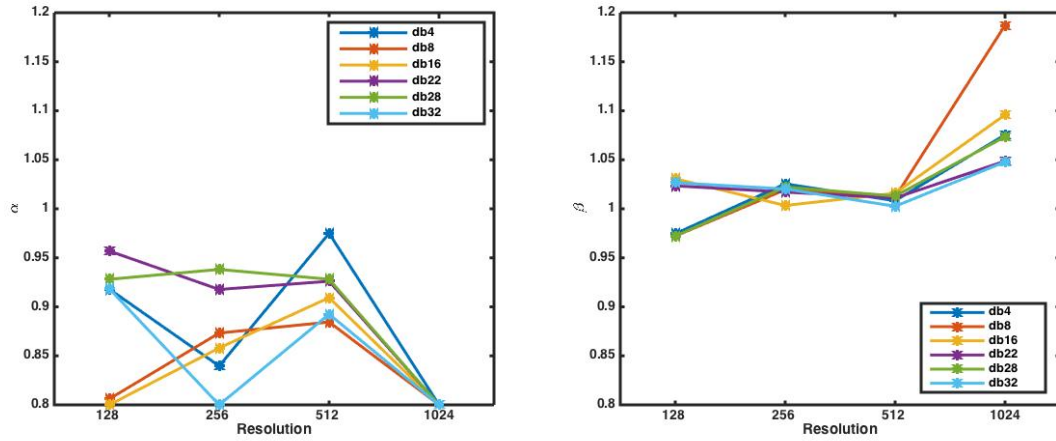 1.2
1.15
1.1
1.05
1
0.95
0.9
0.85
0.8
α
128
256
512
1024
Resolution
db4
db8
db16
db22
db28
db32
1.2
1.15
1.1
1.05
1
0.95
0.9
0.85
0.8
β
128
256
512
1024
Resolution
db4
db8
db16
db22
db28
db32